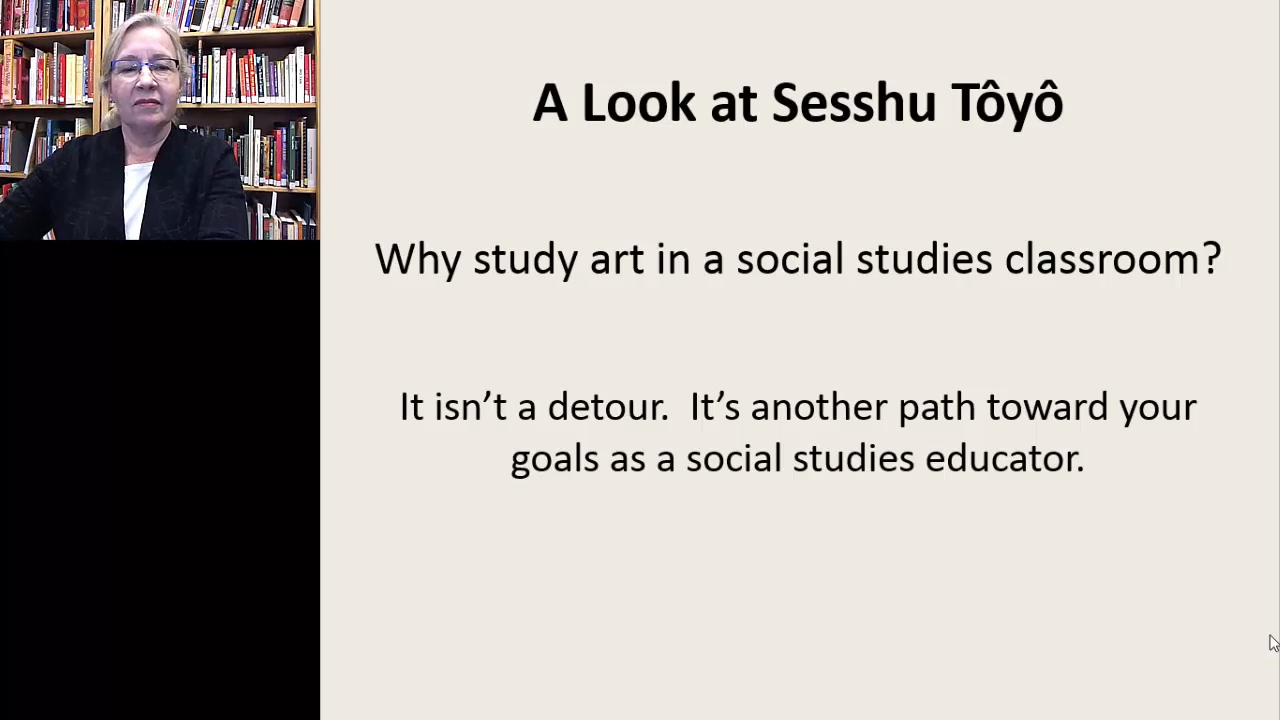 A Look at Sesshu Tôyô
Why study art in a social studies classroom?
It isn’t a detour.  It’s another path toward your
goals as a social studies educator.